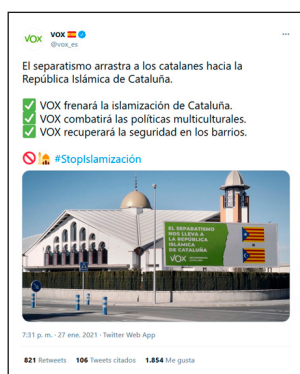 VOX
vox
@vox_es
El separatismo arrastra a los catalanes hacia la
República Islámica de Cataluña.
VOX frenará la islamización de Cataluña.
VOX combatirá las políticas multiculturales.
VOX recuperará la seguridad en los barrios.
#StopIslamización
EL SEPARATISMO
NOS LLEVA A
LA REPÚBLICA
ISLÁMICA
DE CATALUÑA
VOX
7:31 p. m. · 27 ene. 2021 · Twitter Web App
821 Retweets 106 Tweets citados 1.854 Me gusta